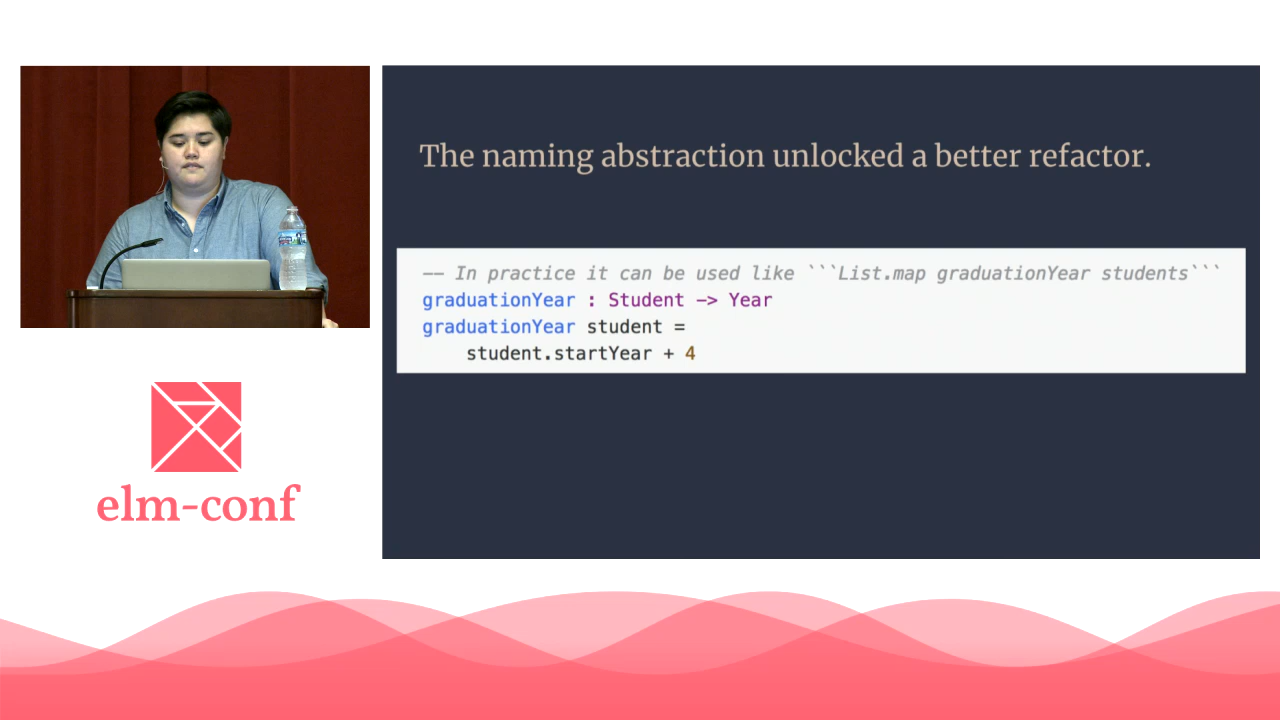 The naming abstraction unlocked a better refactor.
-- In practice it can be used like ```List.map graduationYear students```
graduationYear : Student -> Year
graduationYear student =
    student.startYear + 4
elm-conf